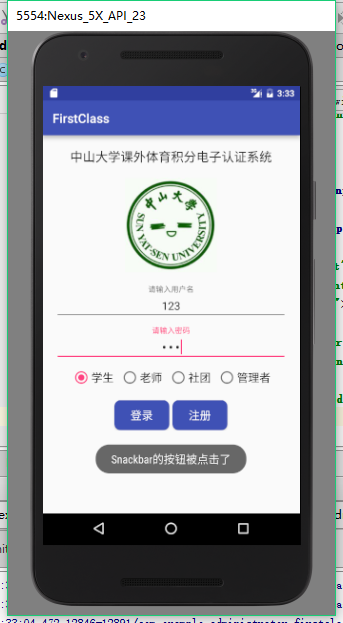 5554:Nexus_5X_API_23
3:33
FirstClass
中山大学课外体育积分电子认证系统
中山大学
SUN YAT-SEN UNIVERSITY
请输入用户名
123
请输入密码
学生 老师 社团 管理者
登录 注册
Snackbar的按钮被点击了